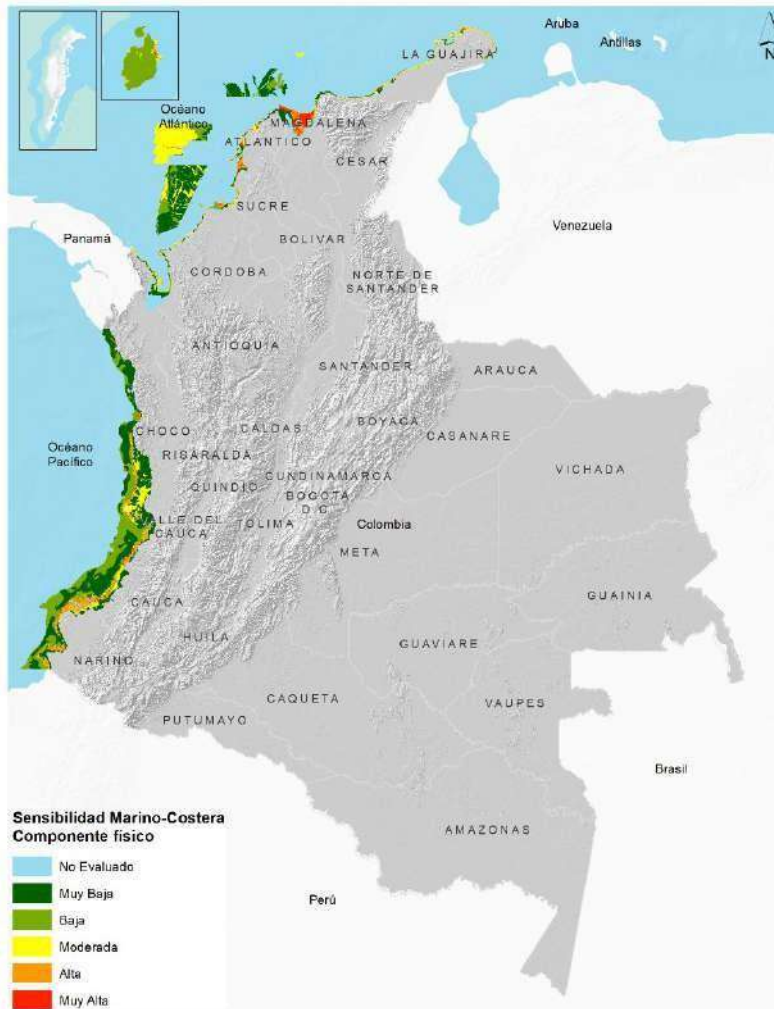 Aruba
Antillas
N
LA GUAJIRA
Océano
Atlántico
MAGDALENA
ATLANTICO
CESAR
SUCRE
Panamá
Venezuela
BOLIVAR
CORDOBA
NORTE DE
SANTANDER
ANTIOQUIA
SANTANDER
ARAUCA
BOYACA
CHOCO
CALDAS
CASANARE
Océano
Pacífico
RISARALDA
CUNDINAMARCA
VICHADA
QUINDIO
BOGOTA
D.C
LLE DEL
CAUCA
TOLIMA
Colombia
META
CAUCA
GUAINIA
HUILA
GUAVIARE
NARIÑO
CAQUETA
VAUPES
PUTUMAYO
Brasil
AMAZONAS
Perú
Sensibilidad Marino-Costera
Componente físico
No Evaluado
Muy Baja
Baja
Moderada
Alta
Muy Alta